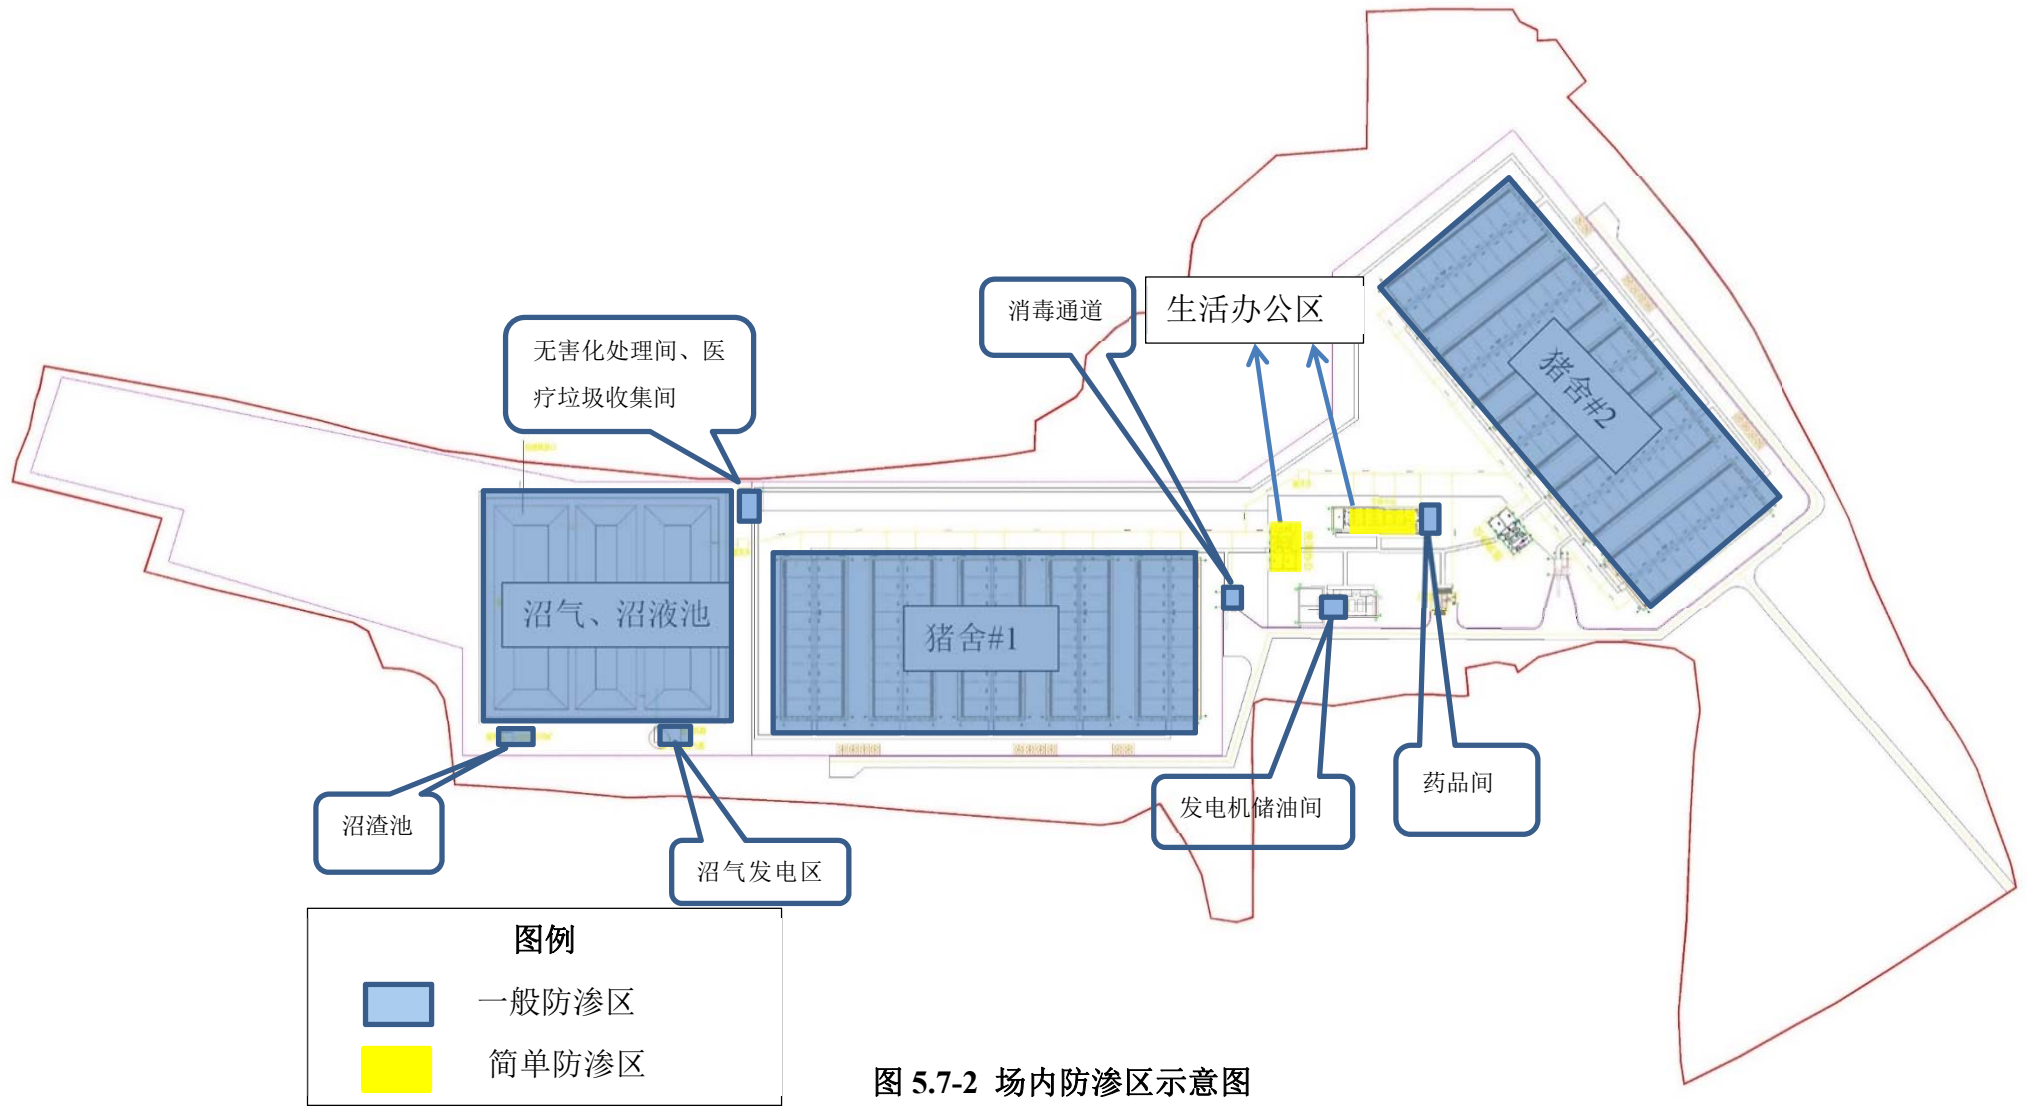 消毒通道
生活办公区
无害化处理间、医
疗垃圾收集间
猪舍#2
沼气、沼液池
猪舍#1
药品间
发电机储油间
沼渣池
沼气发电区
图例
一般防渗区
简单防渗区
图 5.7-2 场内防渗区示意图